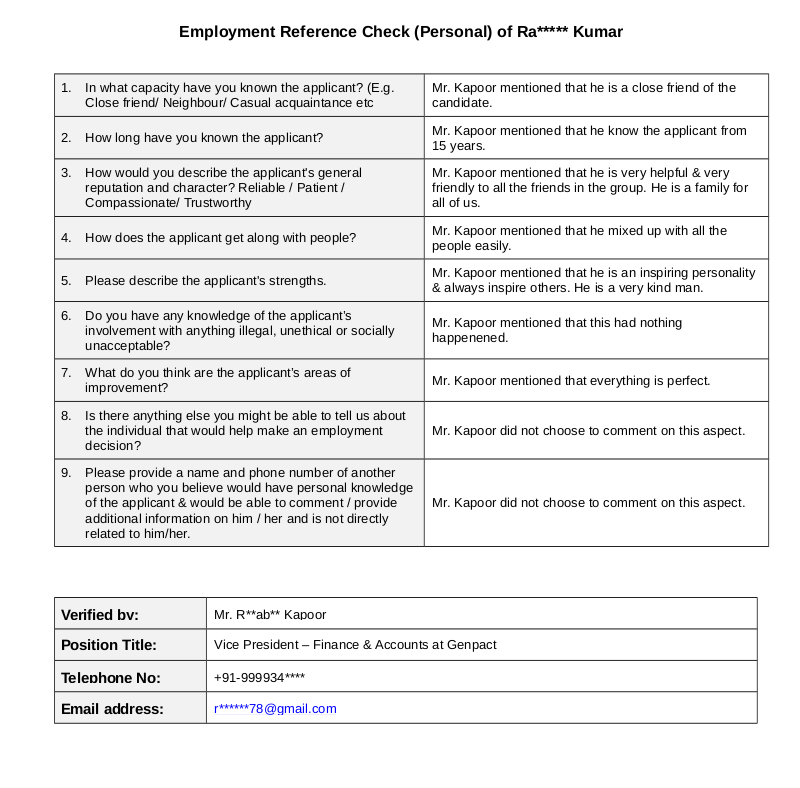 Employment Reference Check (Personal) of Ra***** Kumar
1. In what capacity have you known the applicant? (E.g.
Close friend/ Neighbour/ Casual acquaintance etc
Mr. Kapoor mentioned that he is a close friend of the
candidate.
2. How long have you known the applicant?
Mr. Kapoor mentioned that he know the applicant from
15 years.
3. How would you describe the applicant's general
reputation and character? Reliable / Patient /
Compassionate/ Trustworthy
Mr. Kapoor mentioned that he is very helpful & very
friendly to all the friends in the group. He is a family for
all of us.
4. How does the applicant get along with people?
Mr. Kapoor mentioned that he mixed up with all the
people easily.
5. Please describe the applicant's strengths.
Mr. Kapoor mentioned that he is an inspiring personality
& always inspire others. He is a very kind man.
6. Do you have any knowledge of the applicant's
involvement with anything illegal, unethical or socially
unacceptable?
Mr. Kapoor mentioned that this had nothing
happenened.
7. What do you think are the applicant's areas of
improvement?
Mr. Kapoor mentioned that everything is perfect.
8. Is there anything else you might be able to tell us about
the individual that would help make an employment
decision?
Mr. Kapoor did not choose to comment on this aspect.
9. Please provide a name and phone number of another
person who you believe would have personal knowledge
of the applicant & would be able to comment / provide
additional information on him / her and is not directly
related to him/her.
Mr. Kapoor did not choose to comment on this aspect.
Verified by: Mr. R**ab** Kapoor
Position Title: Vice President – Finance & Accounts at Genpact
Telephone No: +91-999934****
Email address: r******78@gmail.com